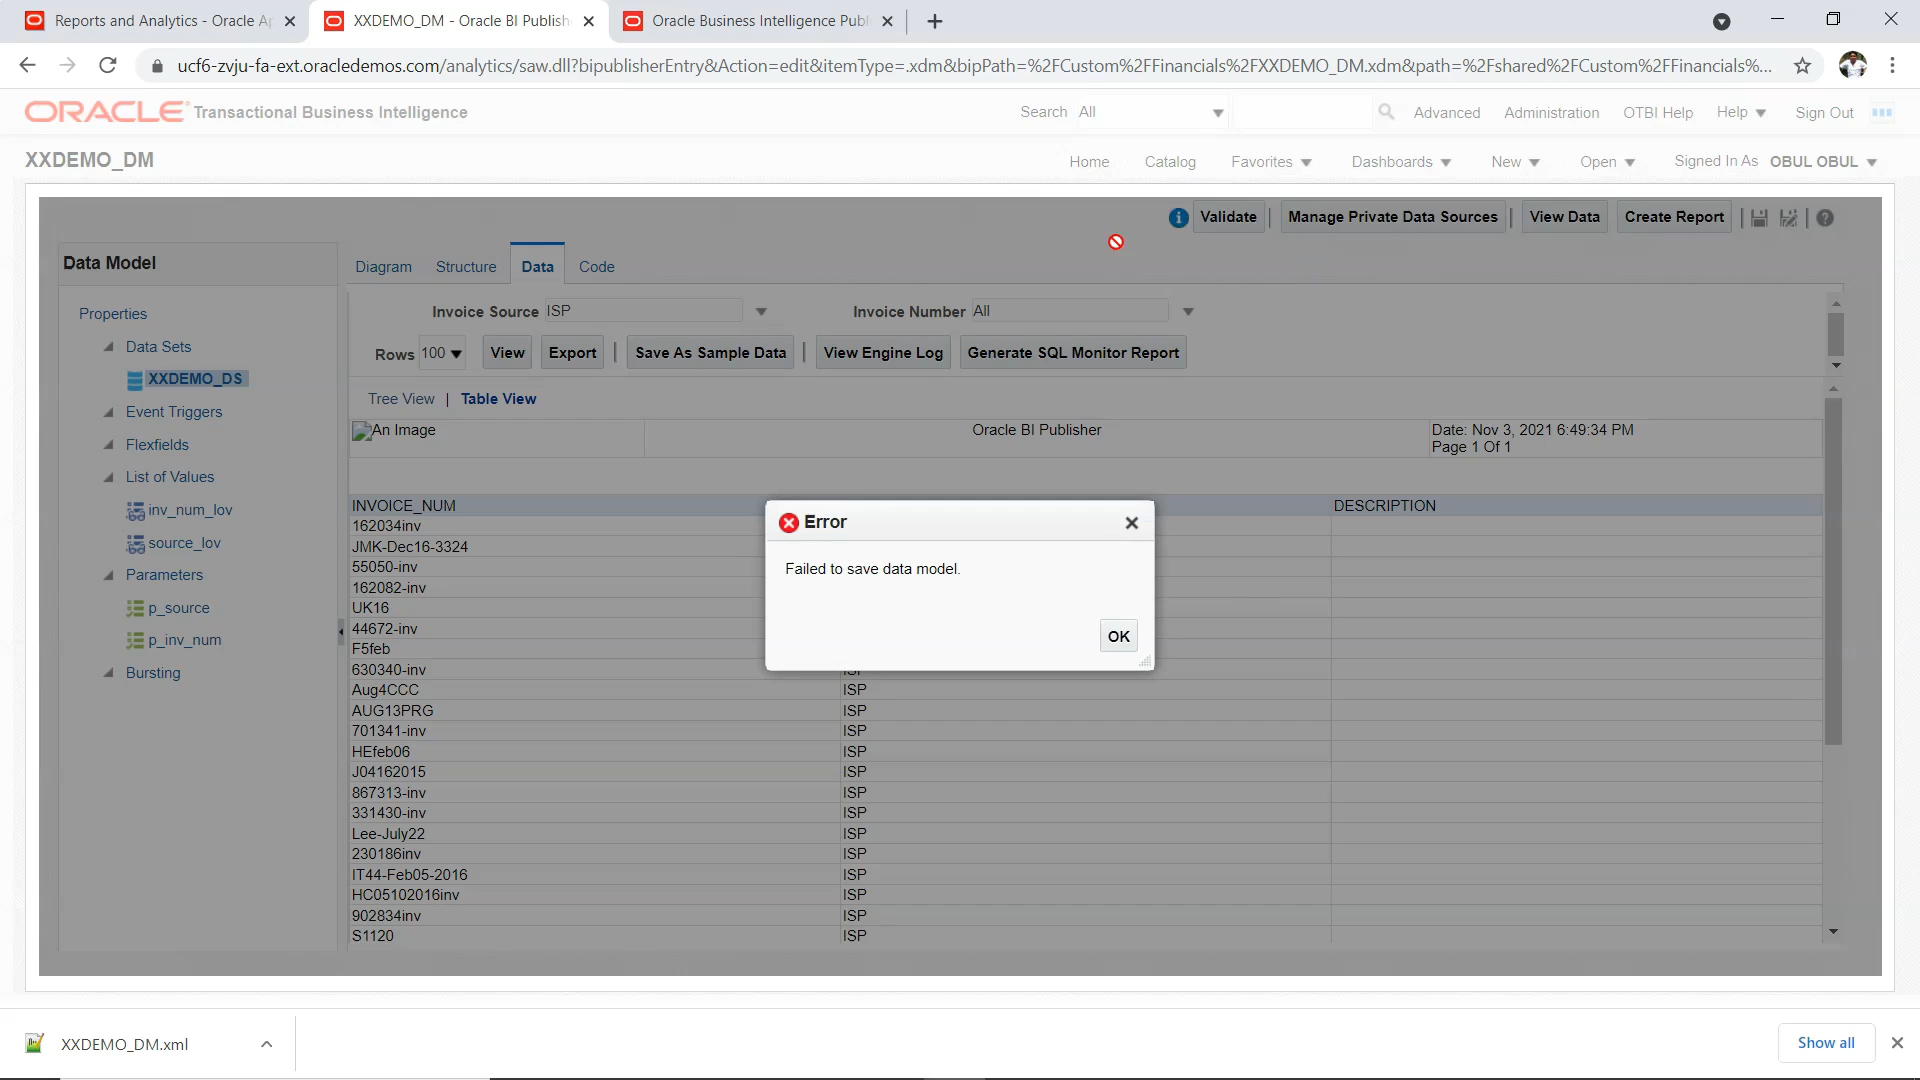 Reports and Analytics - Oracle Ap
XXDEMO_DM - Oracle BI Publish
Oracle Business Intelligence Publ
ucf6-zvju-fa-ext.oracledemos.com/analytics/saw.dll?bipublisherEntry&Action=edit&itemType=.xdm&bipPath=%2FCustom%2FFinancials%2FXXDEMO_DM.xdm&path=%2Fshared%2FCustom%2FFinancials%...
ORACLE Transactional Business Intelligence
Search All
Advanced
Administration
OTBI Help
Help
Sign Out
XXDEMO_DM
Home
Catalog
Favorites
Dashboards
New
Open
Signed In As OBUL OBUL
Validate
Manage Private Data Sources
View Data
Create Report
Data Model
Diagram
Structure
Data
Code
Properties
Data Sets
XXDEMO_DS
Event Triggers
Flexfields
List of Values
inv_num_lov
source_lov
Parameters
p_source
p_inv_num
Bursting
Invoice Source ISP
Invoice Number All
Rows 100
View
Export
Save As Sample Data
View Engine Log
Generate SQL Monitor Report
Tree View | Table View
An Image
Oracle BI Publisher
Date: Nov 3, 2021 6:49:34 PM
Page 1 Of 1
INVOICE_NUM
DESCRIPTION
162034inv
JMK-Dec16-3324
55050-inv
162082-inv
UK16
44672-inv
F5feb
630340-inv ISP
Aug4CCC ISP
AUG13PRG ISP
701341-inv ISP
HEfeb06 ISP
J04162015 ISP
867313-inv ISP
331430-inv ISP
Lee-July22 ISP
230186inv ISP
IT44-Feb05-2016 ISP
HC05102016inv ISP
902834inv ISP
S1120 ISP
Error
Failed to save data model.
OK
XXDEMO_DM.xml
Show all